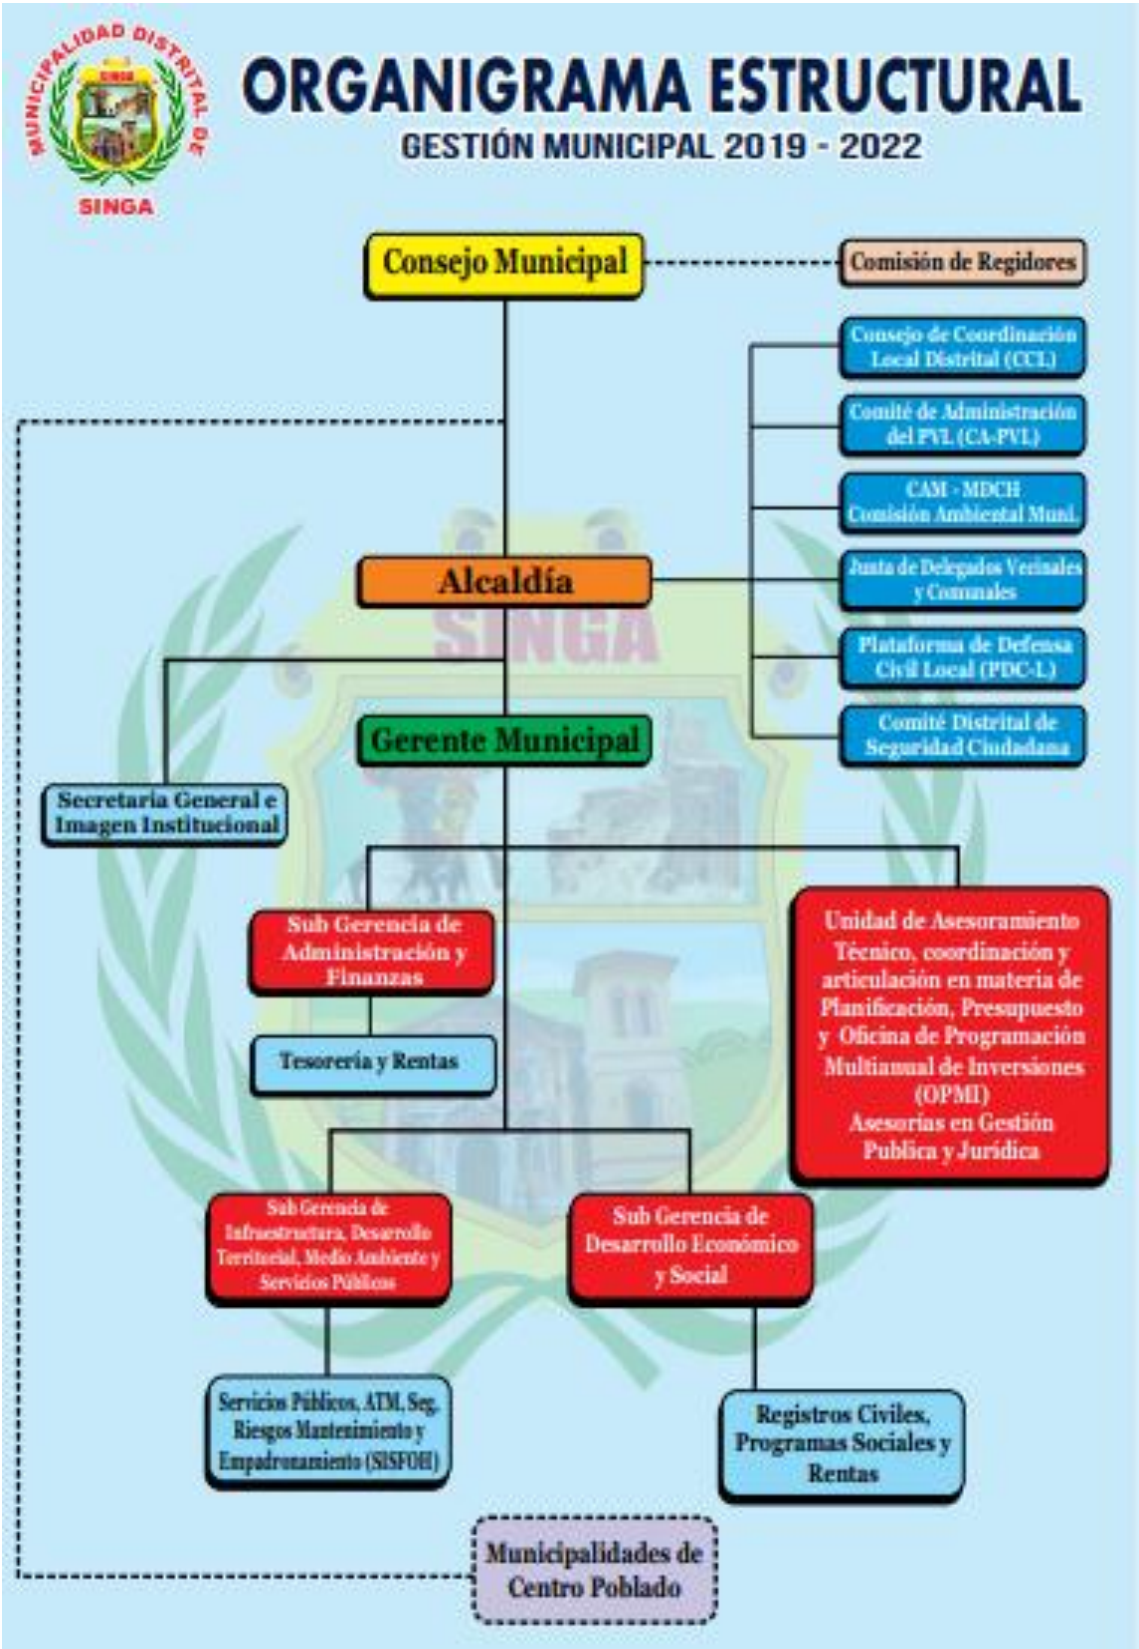 MUNICIPALIDAD DISTRITAL DE
SINGA
SINGA
ORGANIGRAMA ESTRUCTURAL
GESTIÓN MUNICIPAL 2019 - 2022
Consejo Municipal
Comisión de Regidores
Consejo de Coordinación
Local Distrital (CCL)
Comité de Administración
del PVL (CA-PVL)
CAM - MDCH
Comisión Ambiental Muni.
Junta de Delegados Vecinales
y Comunales
Plataforma de Defensa
Civil Local (PDC-L)
Comité Distrital de
Seguridad Ciudadana
Alcaldía
SINGA
Gerente Municipal
Secretaria General e
Imagen Institucional
Sub Gerencia de
Administración y
Finanzas
Tesorería y Rentas
Unidad de Asesoramiento
Técnico, coordinación y
articulación en materia de
Planificación, Presupuesto
y Oficina de Programación
Multianual de Inversiones
(OPMI)
Asesorías en Gestión
Publica y Jurídica
Sub Gerencia de
Infraestructura, Desarrollo
Territorial, Medio Ambiente y
Servicios Públicos
Sub Gerencia de
Desarrollo Económico
y Social
Servicios Públicos, ATM, Seg.
Riesgos Mantenimiento y
Empadronamiento (SISFOH)
Registros Civiles,
Programas Sociales y
Rentas
Municipalidades de
Centro Poblado